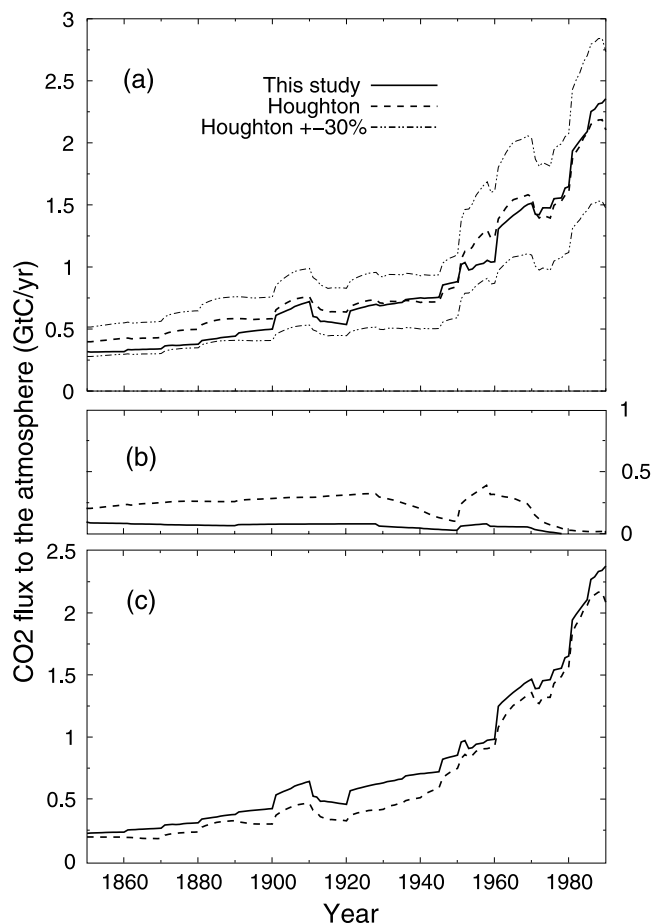 3
(a)
This study
Houghton
Houghton +-30%
2.5
2
1.5
1
0.5
0
(b)
1
0.5
0
2.5
(c)
2
1.5
1
0.5
0
CO2 flux to the atmosphere (GtC/yr)
1860 1880 1900 1920 1940 1960 1980
Year